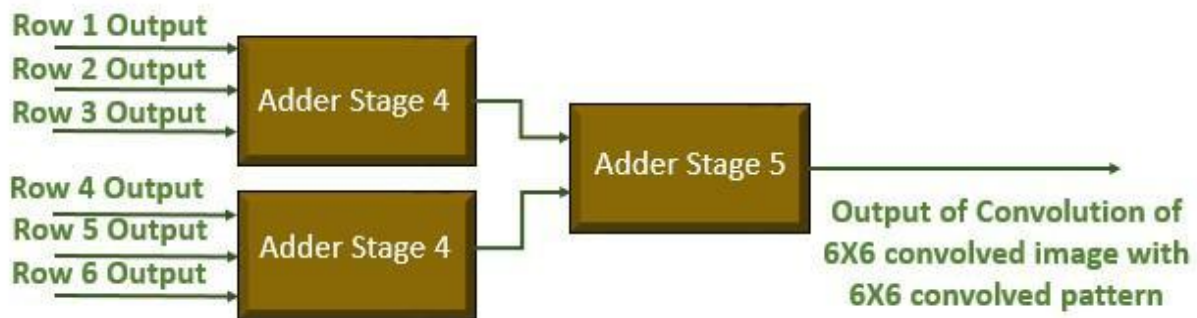 Row 1 Output
Row 2 Output
Row 3 Output
Adder Stage 4
Adder Stage 5
Row 4 Output
Row 5 Output
Row 6 Output
Adder Stage 4
Output of Convolution of
6X6 convolved image with
6X6 convolved pattern